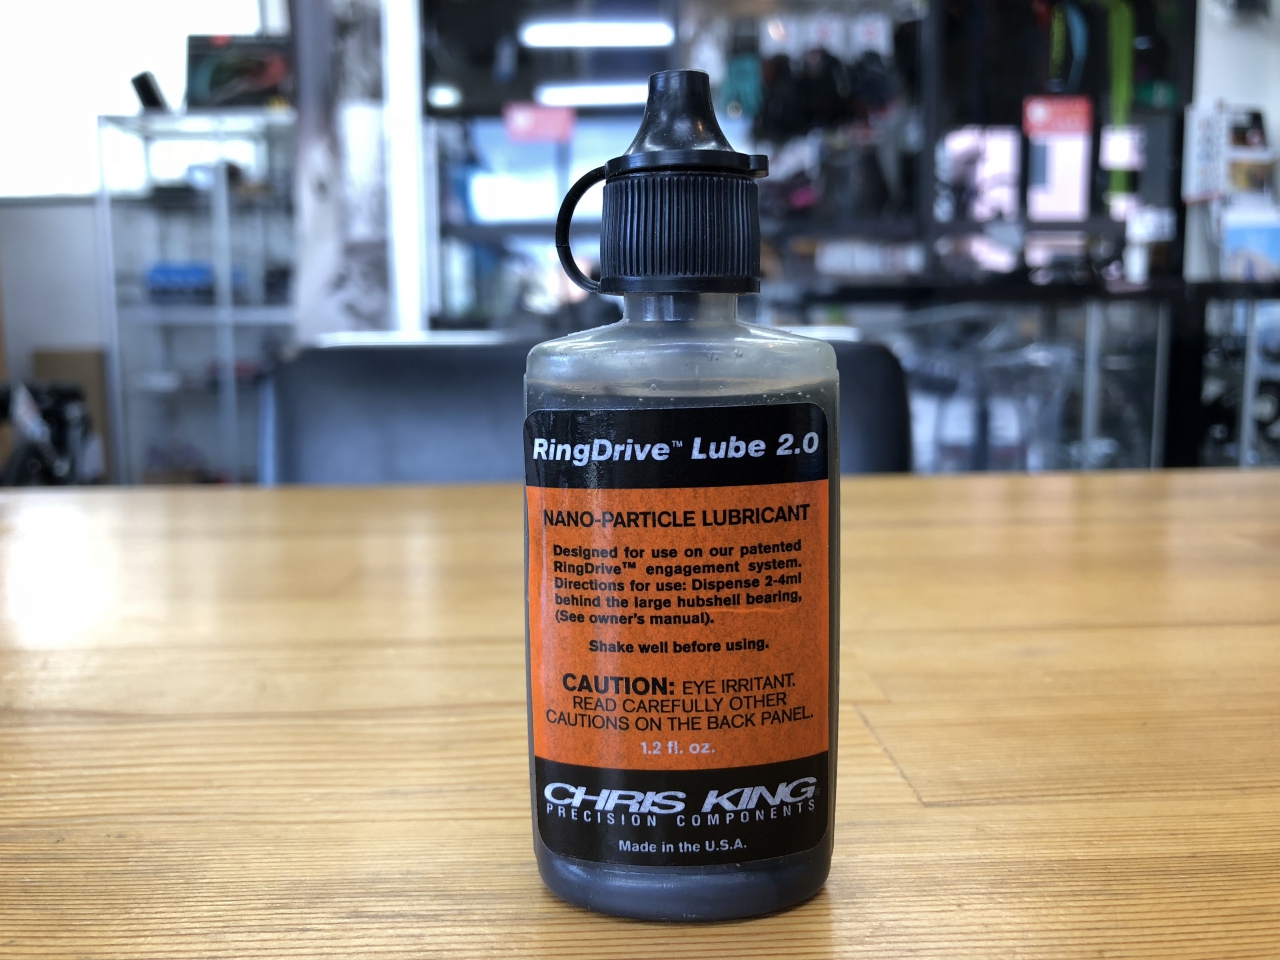 RingDrive™ Lube 2.0
NANO-PARTICLE LUBRICANT
Designed for use on our patented
RingDrive™ engagement system.
Directions for use: Dispense 2-4ml
behind the large hubshell bearing,
(See owner's manual).
Shake well before using.
CAUTION: EYE IRRITANT.
READ CAREFULLY OTHER
CAUTIONS ON THE BACK PANEL.
1.2 fl. oz.
CHRIS KING®
PRECISION COMPONENTS
Made in the U.S.A.